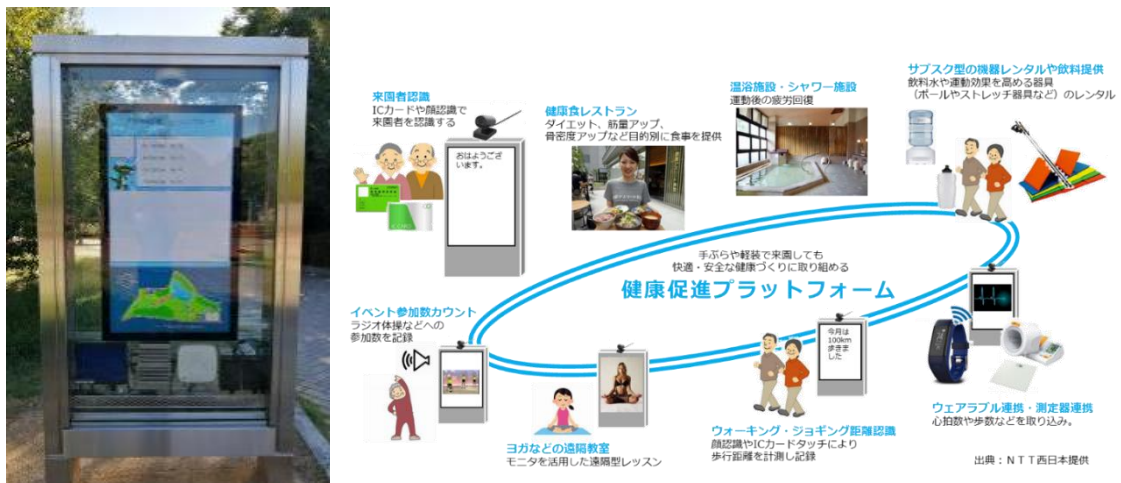 来園者認識
ICカードや顔認識で
来園者を認識する
おはようござ
います。
健康食レストラン
ダイエット、筋量アップ、
骨密度アップなど目的別に食事を提供
温浴施設・シャワー施設
運動後の疲労回復
サブスク型の機器レンタルや飲料提供
飲料水や運動効果を高める器具
（ボールやストレッチ器具など）のレンタル
手ぶらや軽装で来園しても
快適・安全な健康づくりに取り組める
健康促進プラットフォーム
イベント参加数カウント
ラジオ体操などへの
参加数を記録
ヨガなどの遠隔教室
モニタを活用した遠隔型レッスン
今月は
100km
歩きま
した
ウォーキング・ジョギング距離認識
顔認識やICカードタッチにより
歩行距離を計測し記録
ウェアラブル連携・測定器連携
心拍数や歩数などを取り込み。
出典：ＮＴＴ西日本提供